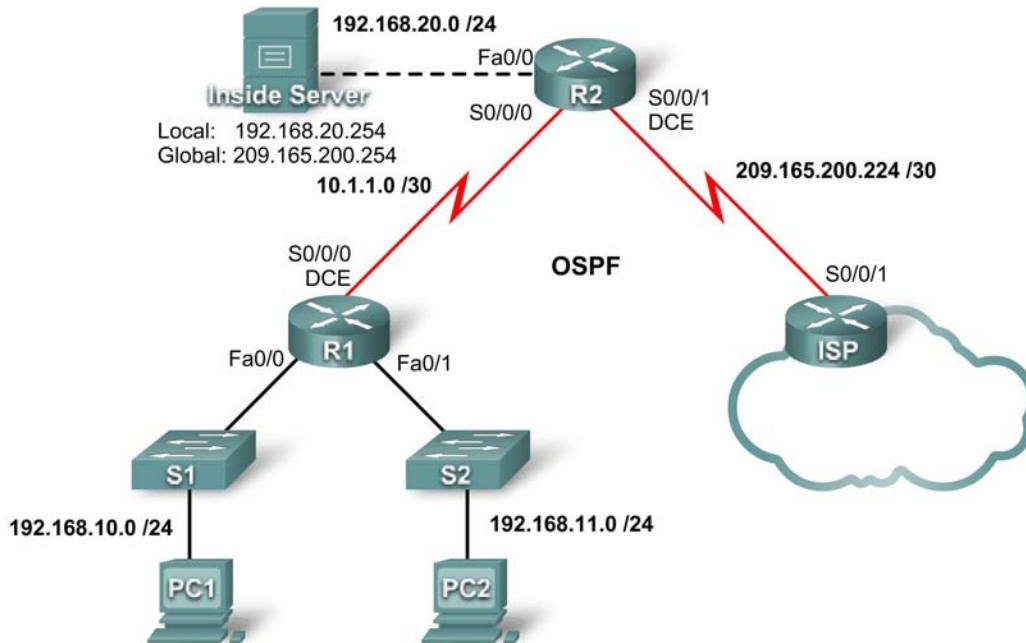 192.168.20.0 /24
Fa0/0
R2
Inside Server
S0/0/0
S0/0/1
DCE
Local: 192.168.20.254
Global: 209.165.200.254
10.1.1.0 /30
209.165.200.224 /30
S0/0/0
DCE
OSPF
S0/0/1
R1
ISP
Fa0/0
Fa0/1
S1
S2
192.168.10.0 /24
192.168.11.0 /24
PC1
PC2